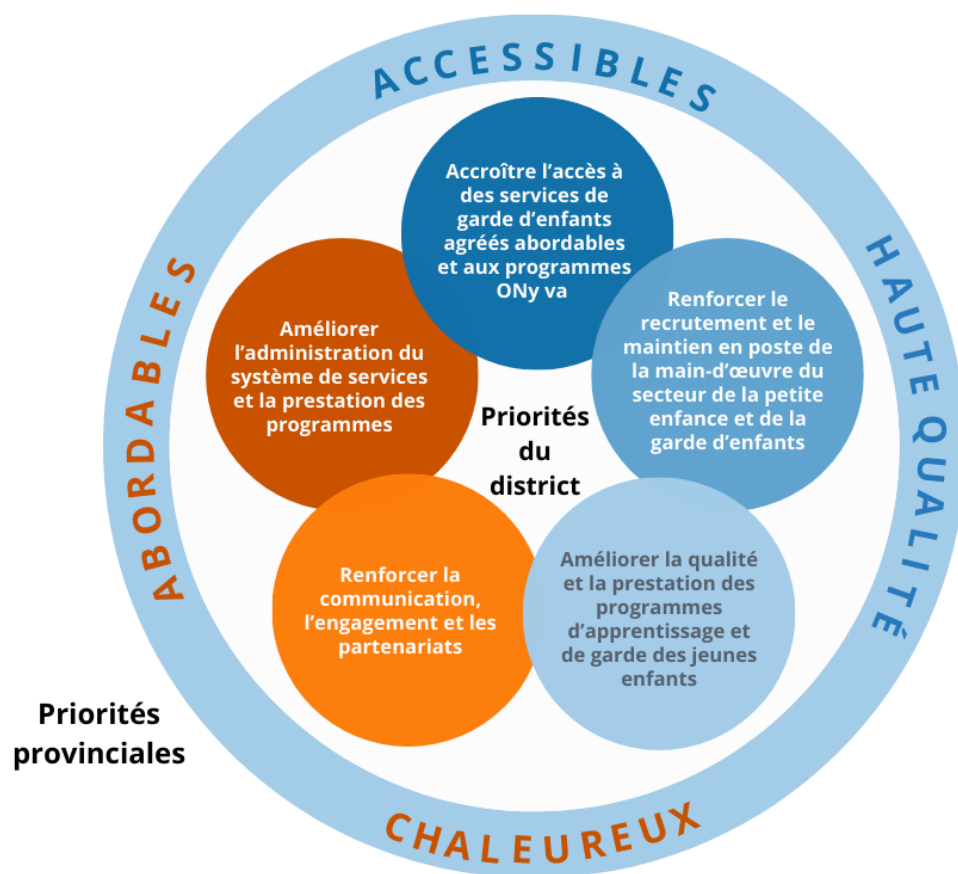 ACCESSIBLES
Accroître l’accès à
des services de
garde d’enfants
agréés abordables
et aux programmes
ONy va
HAUTE QUALITÉ
Renforcer le
recrutement et le
maintien en poste de
la main-d’œuvre du
secteur de la petite
enfance et de la
garde d’enfants
ABORDABLES
Améliorer
l’administration du
système de services
et la prestation des
programmes
Priorités
du
district
Améliorer la qualité
et la prestation des
programmes
d’apprentissage et
de garde des jeunes
enfants
Renforcer la
communication,
l’engagement et les
partenariats
Priorités
provinciales
CHALEUREUX